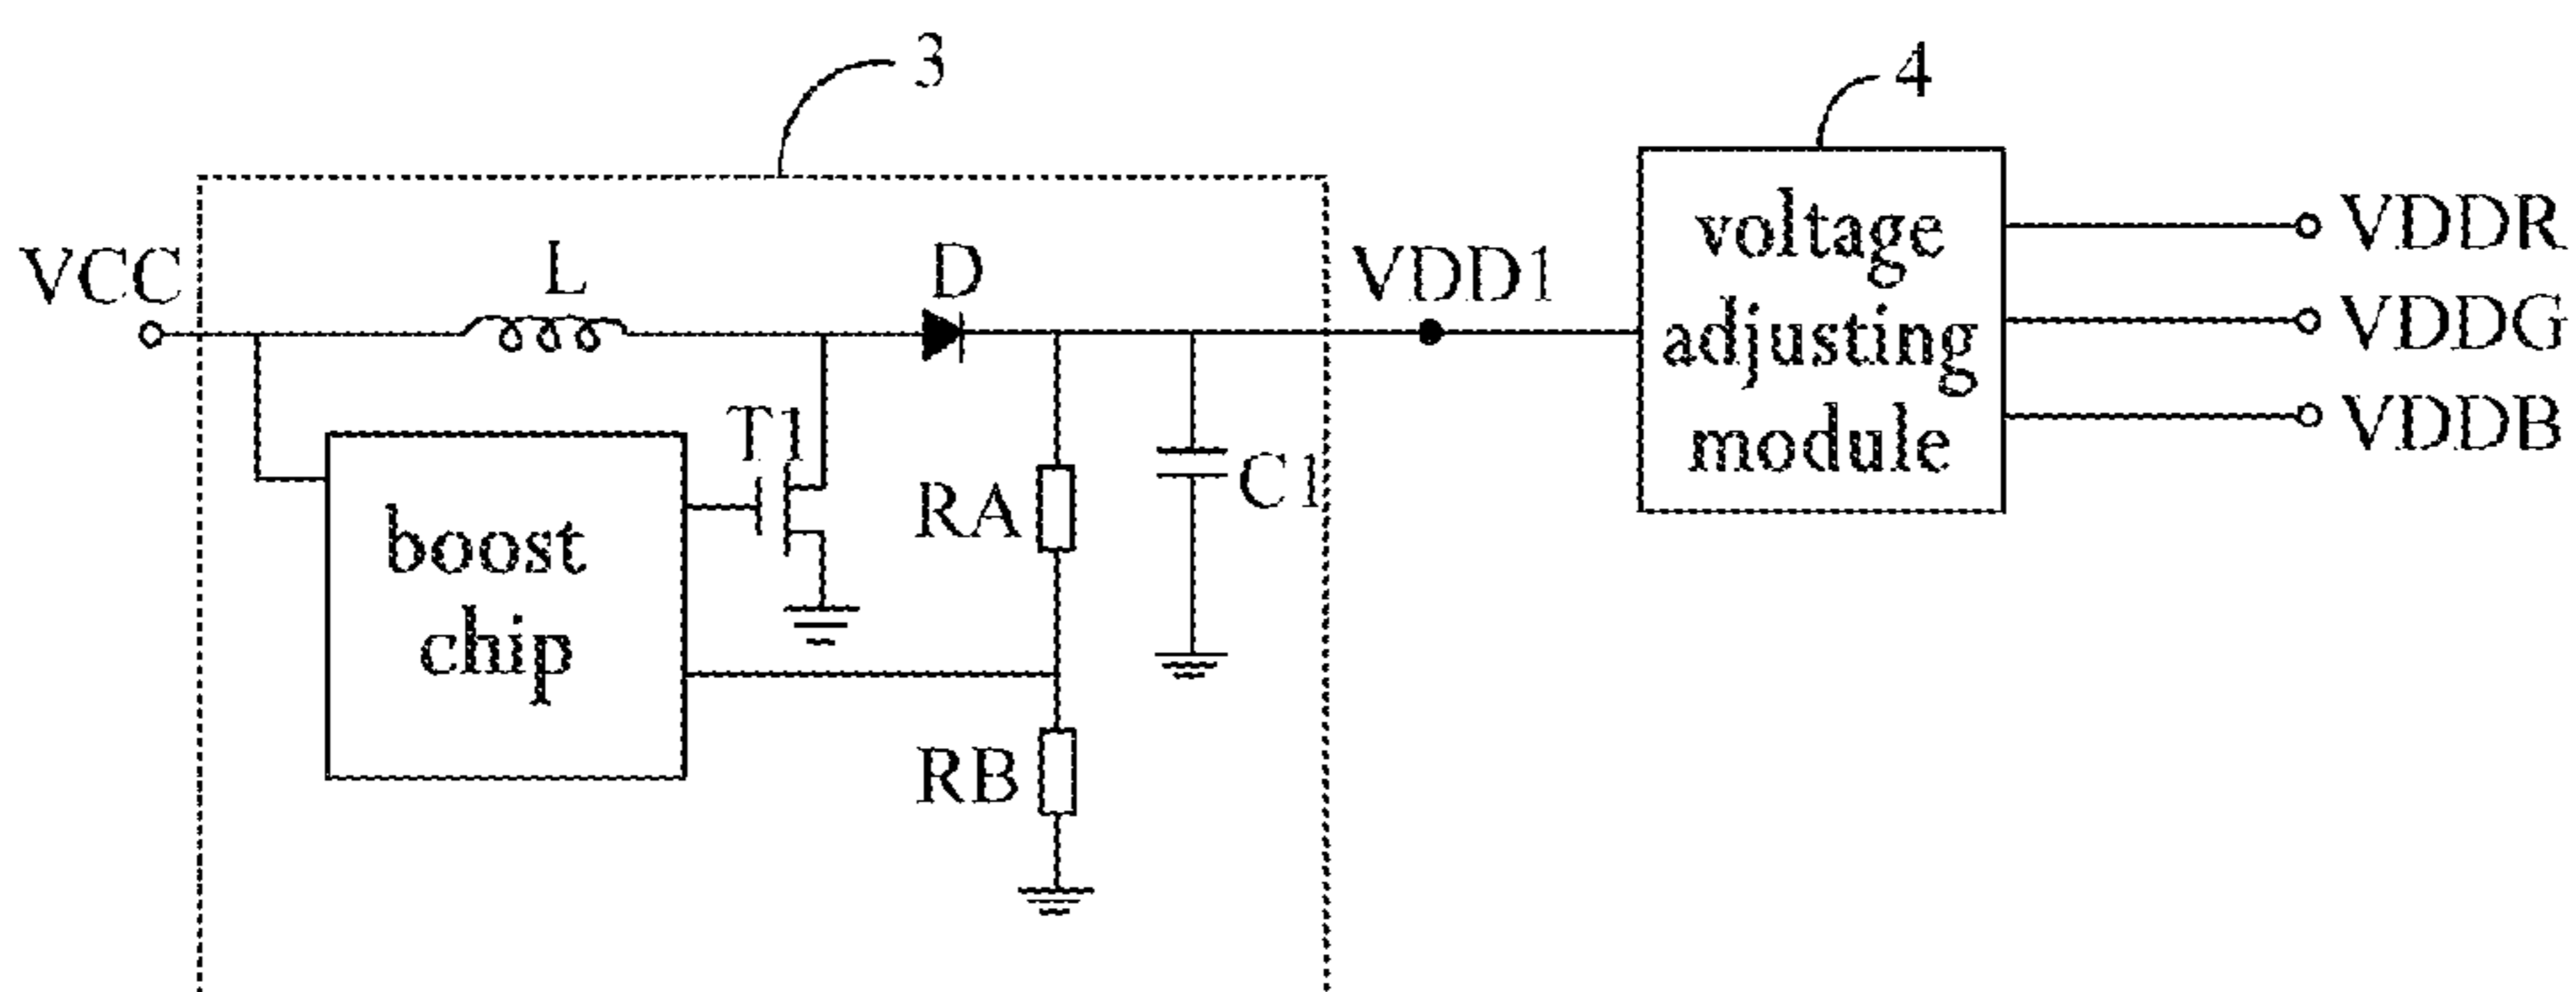 3
4
VCC
L
D
VDD1
voltage
adjusting
module
VDDR
VDDG
VDDB
T1
boost
chip
RA
C1
RB